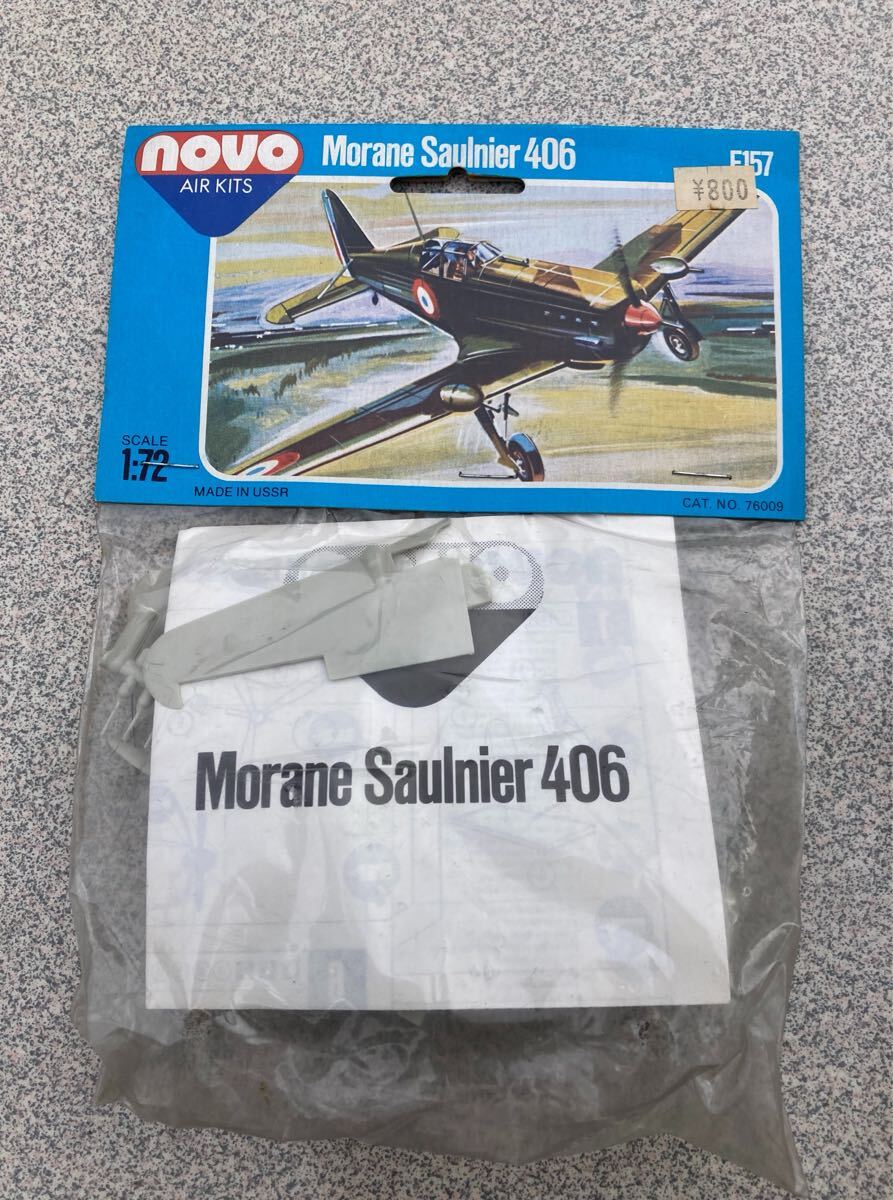 novo
AIR KITS
Morane Saulnier 406
F157
¥800
SCALE
1:72
MADE IN USSR
CAT. NO. 76009
Morane Saulnier 406